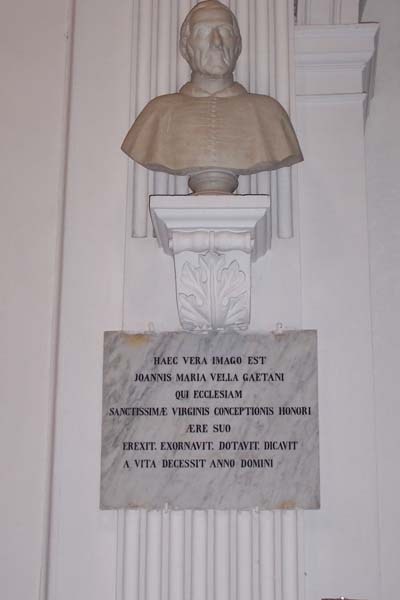 HAEC VERA IMAGO EST
JOANNIS MARIA VELLA GAETANI
QUI ECCLESIAM
SANCTISSIMÆ VIRGINIS CONCEPTIONIS HONORI
ÆRE SUO
EREXIT. EXORNAVIT. DOTAVIT. DICAVIT
A VITA DECESSIT ANNO DOMINI